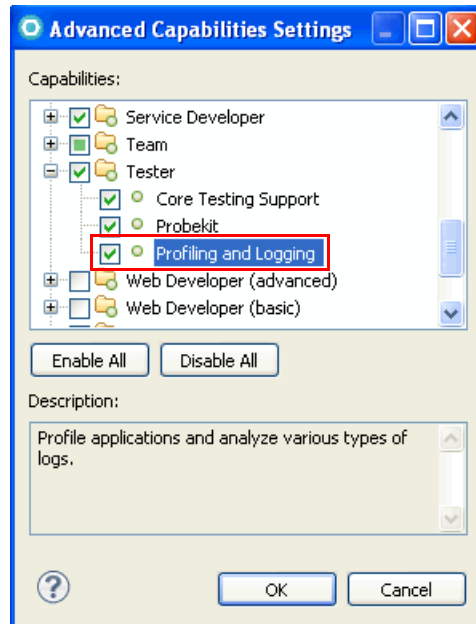 Advanced Capabilities Settings
Capabilities:
Service Developer
Team
Tester
Core Testing Support
Probekit
Profiling and Logging
Web Developer (advanced)
Web Developer (basic)
Enable All
Disable All
Description:
Profile applications and analyze various types of
logs.
?
OK
Cancel